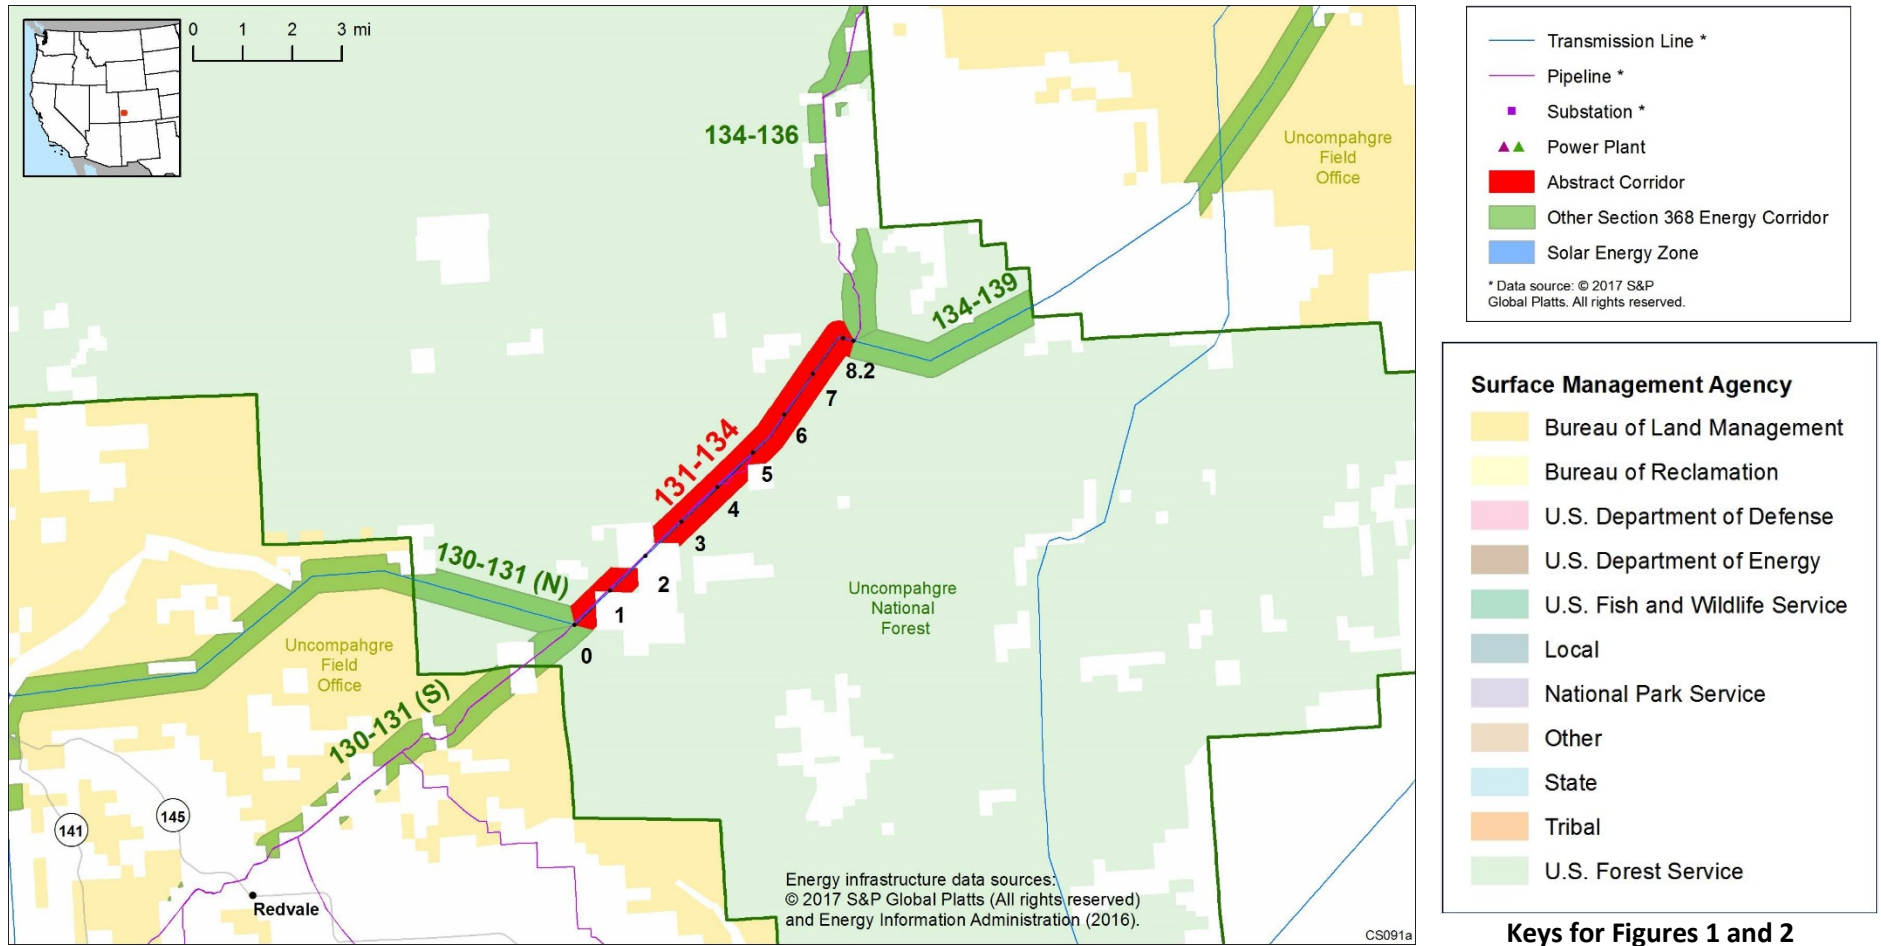 0 1 2 3 mi
134-136
Uncompahgre
Field
Office
134-139
8.2
7
6
131-134
5
4
3
130-131 (N)
2
1
0
Uncompahgre
National
Forest
Uncompahgre
Field
Office
130-131 (S)
145
141
Redvale
Energy infrastructure data sources:
© 2017 S&P Global Platts (All rights reserved)
and Energy Information Administration (2016).
CS091a
Transmission Line *
Pipeline *
Substation *
Power Plant
Abstract Corridor
Other Section 368 Energy Corridor
Solar Energy Zone
* Data source: © 2017 S&P
Global Platts. All rights reserved.
Surface Management Agency
Bureau of Land Management
Bureau of Reclamation
U.S. Department of Defense
U.S. Department of Energy
U.S. Fish and Wildlife Service
Local
National Park Service
Other
State
Tribal
U.S. Forest Service
Keys for Figures 1 and 2